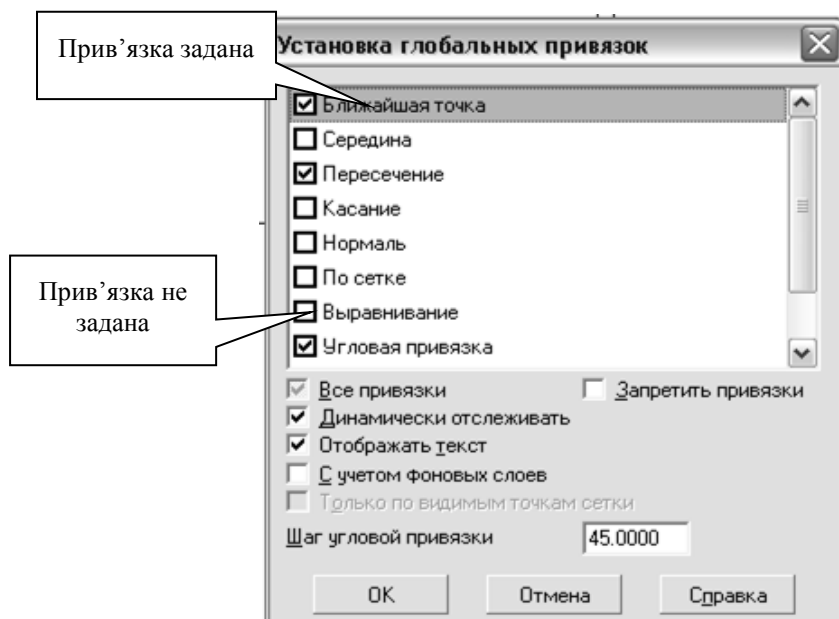 Прив’язка задана
Установка глобальных привязок
Ближайшая точка
Середина
Пересечение
Касание
Нормаль
По сетке
Прив’язка не
задана
Выравнивание
Угловая привязка
Все привязки
Запретить привязки
Динамически отслеживать
Отображать текст
С учетом фоновых слоев
Только по видимым точкам сетки
Шаг угловой привязки 45.0000
OK Отмена Справка